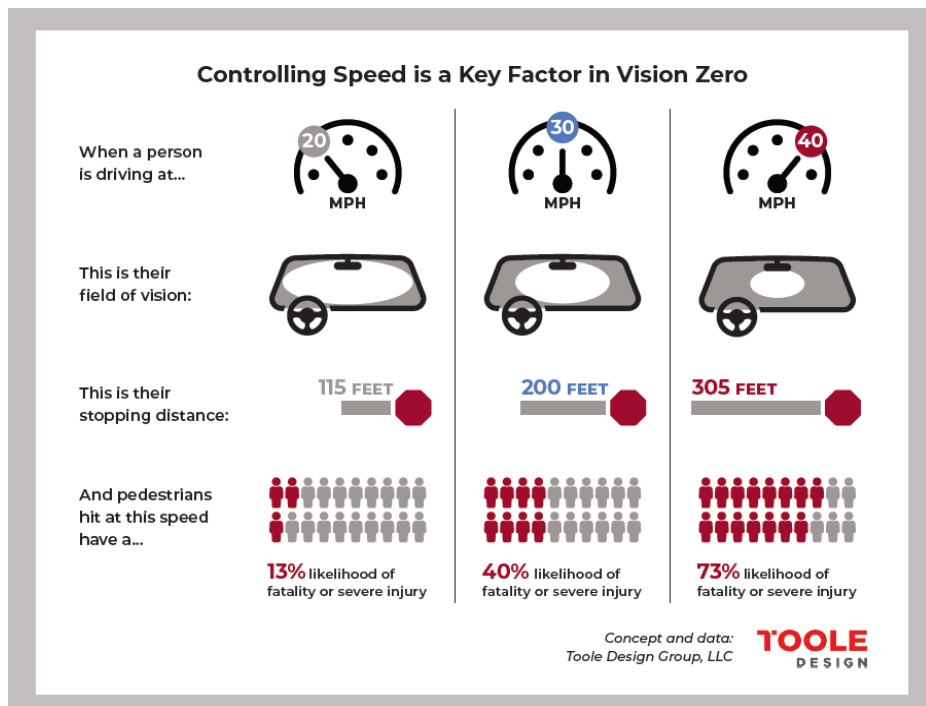 Controlling Speed is a Key Factor in Vision Zero
When a person
is driving at...
20
MPH
30
MPH
40
MPH
This is their
field of vision:
This is their
stopping distance:
115 FEET
200 FEET
305 FEET
And pedestrians
hit at this speed
have a...
13% likelihood of
fatality or severe injury
40% likelihood of
fatality or severe injury
73% likelihood of
fatality or severe injury
Concept and data:
Toole Design Group, LLC
TOOLE
DESIGN